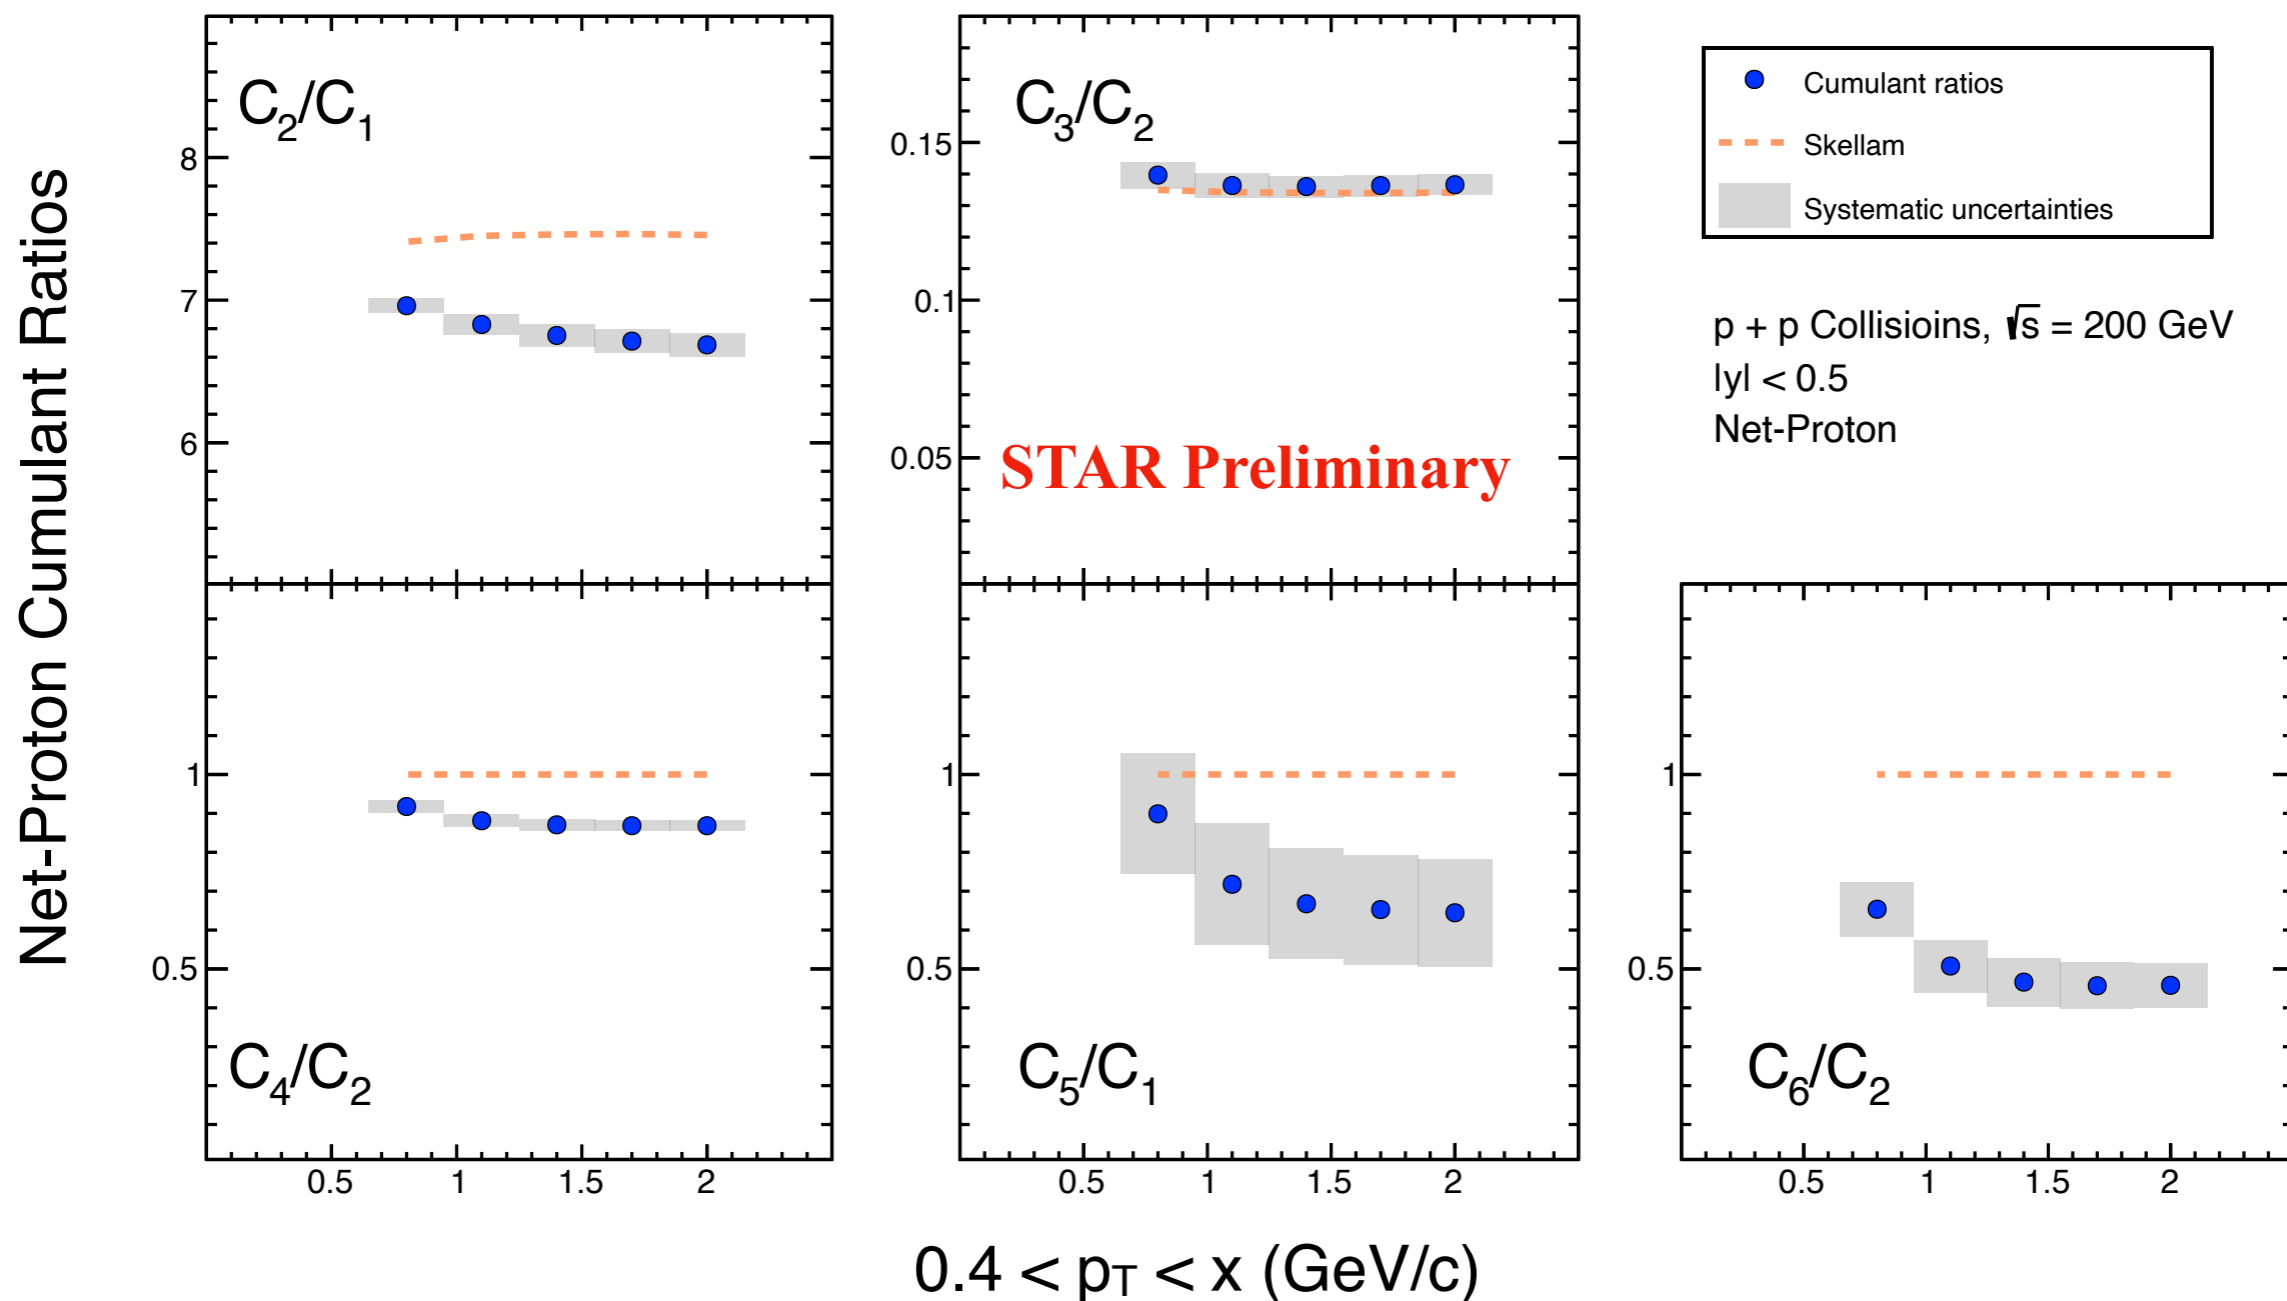 Net-Proton Cumulant Ratios
C2/C1
8
7
6
C3/C2
0.15
0.1
0.05
STAR Preliminary
Cumulant ratios
Skellam
Systematic uncertainties
p + p Collisioins, √s = 200 GeV
|y| < 0.5
Net-Proton
1
0.5
C4/C2
0.5 1 1.5 2
1
0.5
C5/C1
0.5 1 1.5 2
1
0.5
C6/C2
0.5 1 1.5 2
0.4 < pT < x (GeV/c)